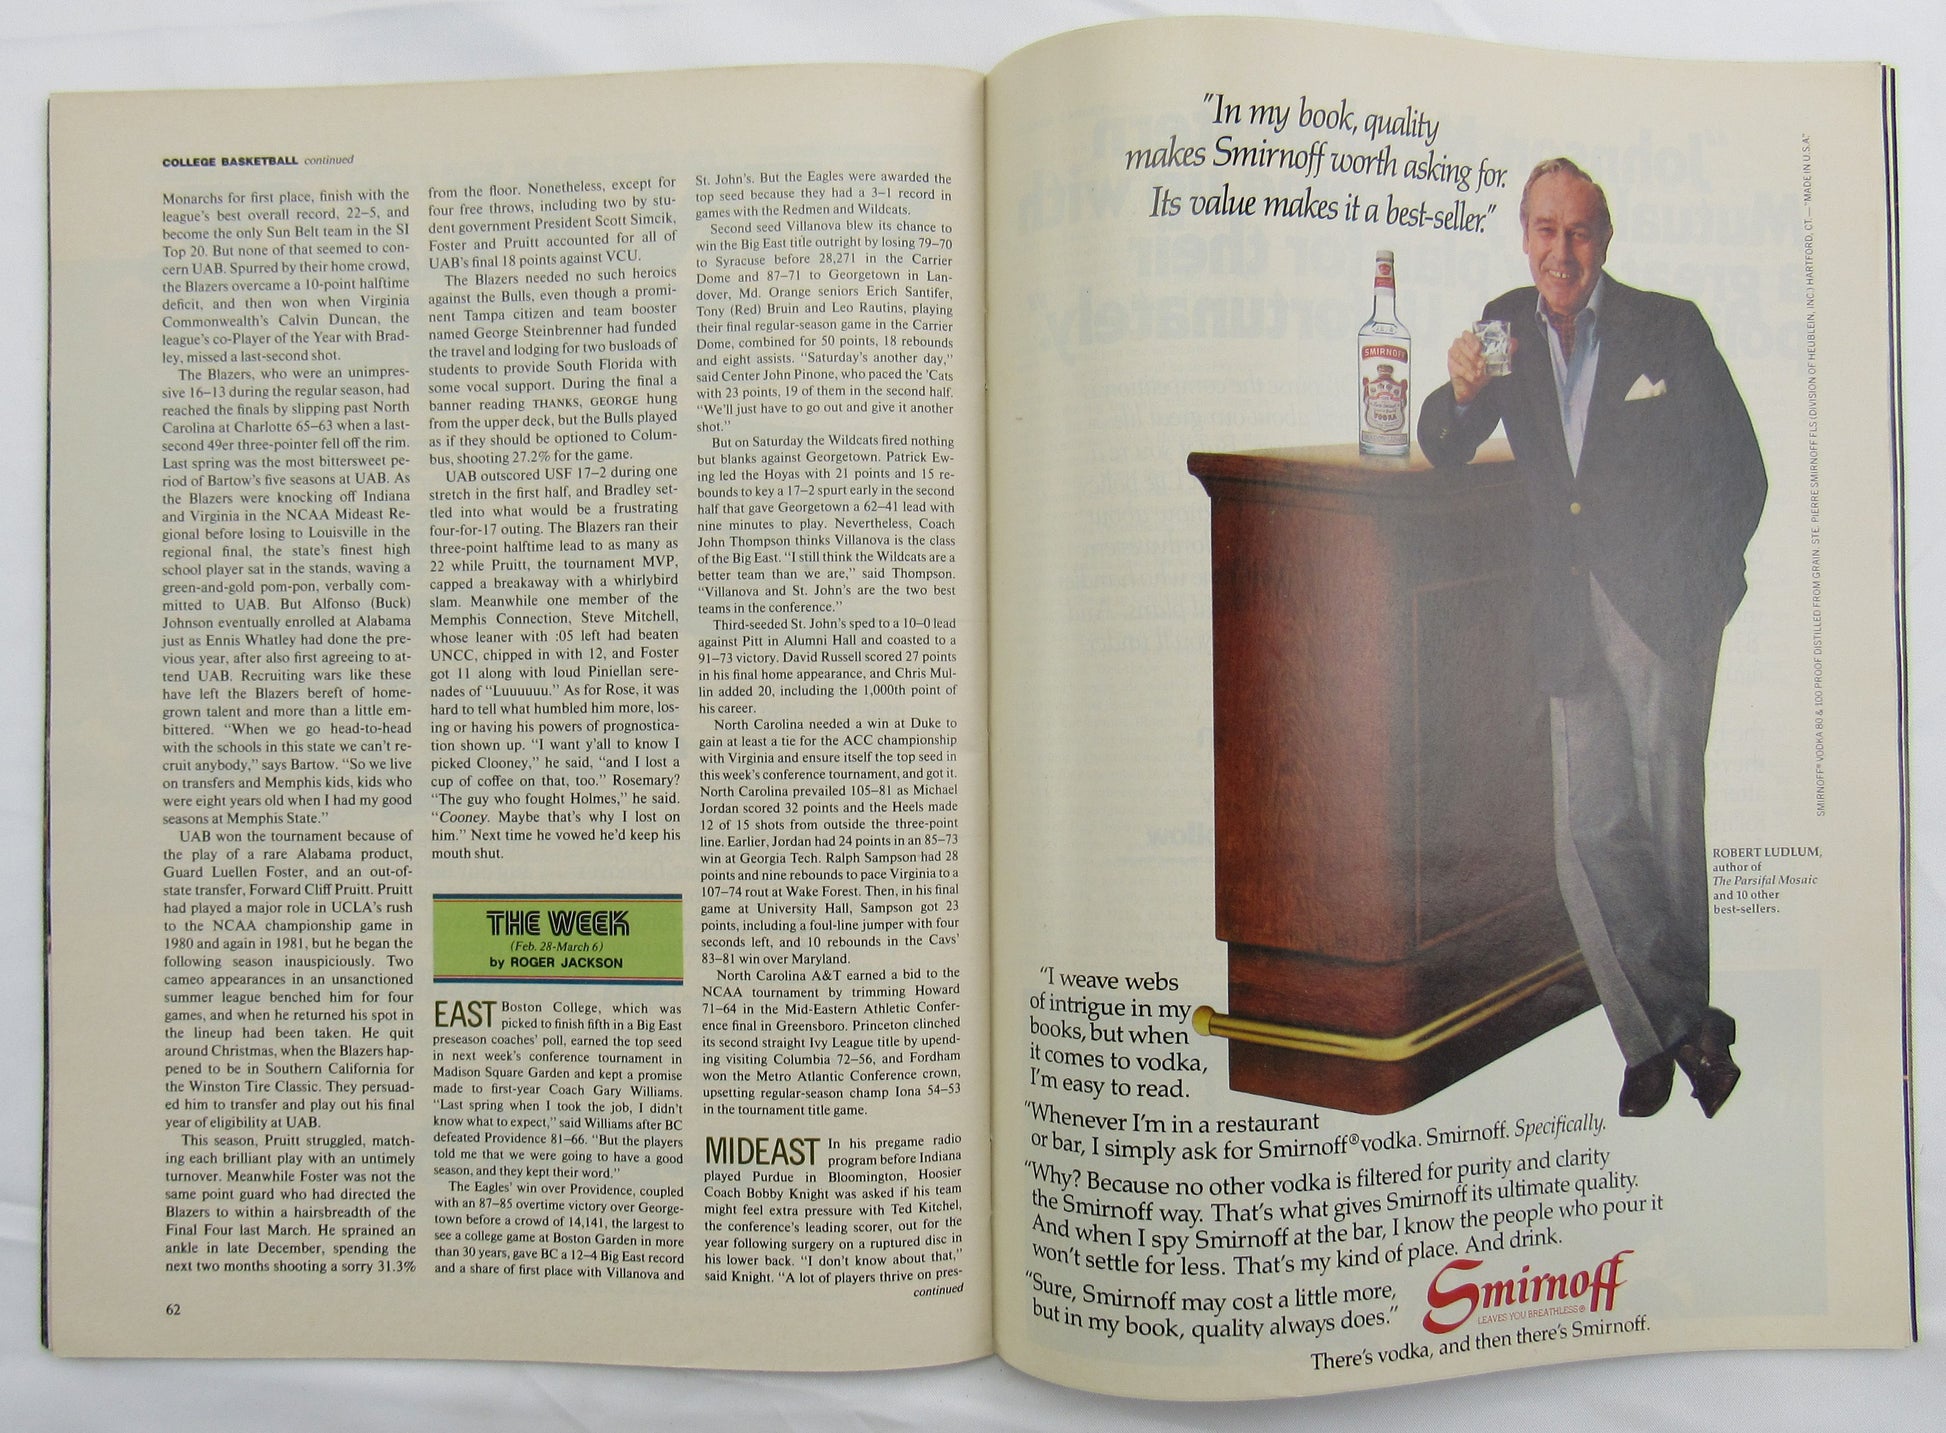 COLLEGE BASKETBALL continued
Monarchs for first place, finish with the
league's best overall record, 22–5, and
become the only Sun Belt team in the SI
Top 20. But none of that seemed to con-
cern UAB. Spurred by their home crowd,
the Blazers overcame a 10-point halftime
deficit, and then won when Virginia
Commonwealth's Calvin Duncan, the
league's co-Player of the Year with Brad-
ley, missed a last-second shot.
The Blazers, who were an unimpres-
sive 16–13 during the regular season, had
reached the finals by slipping past North
Carolina at Charlotte 65–63 when a last-
second 49er three-pointer fell off the rim.
Last spring was the most bittersweet pe-
riod of Bartow's five seasons at UAB. As
the Blazers were knocking off Indiana
and Virginia in the NCAA Mideast Re-
gional before losing to Louisville in the
regional final, the state's finest high
school player sat in the stands, waving a
green-and-gold pom-pon, verbally com-
mitted to UAB. But Alfonso (Buck)
Johnson eventually enrolled at Alabama
just as Ennis Whatley had done the pre-
vious year, after also first agreeing to at-
tend UAB. Recruiting wars like these
have left the Blazers bereft of home-
grown talent and more than a little em-
bittered. "When we go head-to-head
with the schools in this state we can't re-
cruit anybody," says Bartow. "So we live
on transfers and Memphis kids, kids who
were eight years old when I had my good
seasons at Memphis State."
UAB won the tournament because of
the play of a rare Alabama product,
Guard Luellen Foster, and an out-of-
state transfer, Forward Cliff Pruitt. Pruitt
had played a major role in UCLA's rush
to the NCAA championship game in
1980 and again in 1981, but he began the
following season inauspiciously. Two
cameo appearances in an unsanctioned
summer league benched him for four
games, and when he returned his spot in
the lineup had been taken. He quit
around Christmas, when the Blazers hap-
pened to be in Southern California for
the Winston Tire Classic. They persuad-
ed him to transfer and play out his final
year of eligibility at UAB.
This season, Pruitt struggled, match-
ing each brilliant play with an untimely
turnover. Meanwhile Foster was not the
same point guard who had directed the
Blazers to within a hairsbreadth of the
Final Four last March. He sprained an
ankle in late December, spending the
next two months shooting a sorry 31.3%
62
from the floor. Nonetheless, except for
four free throws, including two by stu-
dent government President Scott Simcik,
Foster and Pruitt accounted for all of
UAB's final 18 points against VCU.
The Blazers needed no such heroics
against the Bulls, even though a promi-
nent Tampa citizen and team booster
named George Steinbrenner had funded
the travel and lodging for two busloads of
students to provide South Florida with
some vocal support. During the final a
banner reading THANKS, GEORGE hung
from the upper deck, but the Bulls played
as if they should be optioned to Colum-
bus, shooting 27.2% for the game.
UAB outscored USF 17–2 during one
stretch in the first half, and Bradley set-
tled into what would be a frustrating
four-for-17 outing. The Blazers ran their
three-point halftime lead to as many as
22 while Pruitt, the tournament MVP,
capped a breakaway with a whirlybird
slam. Meanwhile one member of the
Memphis Connection, Steve Mitchell,
whose leaner with :05 left had beaten
UNCC, chipped in with 12, and Foster
got 11 along with loud Piniellan sere-
nades of "Luuuuuu." As for Rose, it was
hard to tell what humbled him more, los-
ing or having his powers of prognostica-
tion shown up. "I want y'all to know I
picked Clooney," he said, "and I lost a
cup of coffee on that, too." Rosemary?
"The guy who fought Holmes," he said.
"Cooney. Maybe that's why I lost on
him." Next time he vowed he'd keep his
mouth shut.
THE WEEK
(Feb. 28-March 6)
by ROGER JACKSON
EAST Boston College, which was
picked to finish fifth in a Big East
preseason coaches' poll, earned the top seed
in next week's conference tournament in
Madison Square Garden and kept a promise
made to first-year Coach Gary Williams.
"Last spring when I took the job, I didn't
know what to expect," said Williams after BC
defeated Providence 81–66. "But the players
told me that we were going to have a good
season, and they kept their word."
The Eagles' win over Providence, coupled
with an 87–85 overtime victory over George-
town before a crowd of 14,141, the largest to
see a college game at Boston Garden in more
than 30 years, gave BC a 12–4 Big East record
and a share of first place with Villanova and
St. John's. But the Eagles were awarded the
top seed because they had a 3–1 record in
games with the Redmen and Wildcats.
Second seed Villanova blew its chance to
win the Big East title outright by losing 79–70
to Syracuse before 28,271 in the Carrier
Dome and 87–71 to Georgetown in Lan-
dover, Md. Orange seniors Erich Santifer,
Tony (Red) Bruin and Leo Rautins, playing
their final regular-season game in the Carrier
Dome, combined for 50 points, 18 rebounds
and eight assists. "Saturday's another day,"
said Center John Pinone, who paced the 'Cats
with 23 points, 19 of them in the second half.
"We'll just have to go out and give it another
shot."
But on Saturday the Wildcats fired nothing
but blanks against Georgetown. Patrick Ew-
ing led the Hoyas with 21 points and 15 re-
bounds to key a 17–2 spurt early in the second
half that gave Georgetown a 62–41 lead with
nine minutes to play. Nevertheless, Coach
John Thompson thinks Villanova is the class
of the Big East. "I still think the Wildcats are a
better team than we are," said Thompson.
"Villanova and St. John's are the two best
teams in the conference."
Third-seeded St. John's sped to a 10–0 lead
against Pitt in Alumni Hall and coasted to a
91–73 victory. David Russell scored 27 points
in his final home appearance, and Chris Mul-
lin added 20, including the 1,000th point of
his career.
North Carolina needed a win at Duke to
gain at least a tie for the ACC championship
with Virginia and ensure itself the top seed in
this week's conference tournament, and got it.
North Carolina prevailed 105–81 as Michael
Jordan scored 32 points and the Heels made
12 of 15 shots from outside the three-point
line. Earlier, Jordan had 24 points in an 85–73
win at Georgia Tech. Ralph Sampson had 28
points and nine rebounds to pace Virginia to a
107–74 rout at Wake Forest. Then, in his final
game at University Hall, Sampson got 23
points, including a foul-line jumper with four
seconds left, and 10 rebounds in the Cavs'
83–81 win over Maryland.
North Carolina A&T earned a bid to the
NCAA tournament by trimming Howard
71–64 in the Mid-Eastern Athletic Confer-
ence final in Greensboro. Princeton clinched
its second straight Ivy League title by upend-
ing visiting Columbia 72–56, and Fordham
won the Metro Atlantic Conference crown,
upsetting regular-season champ Iona 54–53
in the tournament title game.
MIDEAST In his pregame radio
program before Indiana
played Purdue in Bloomington, Hoosier
Coach Bobby Knight was asked if his team
might feel extra pressure with Ted Kitchel,
the conference's leading scorer, out for the
year following surgery on a ruptured disc in
his lower back. "I don't know about that,"
said Knight. "A lot of players thrive on pres-
continued
"In my book, quality
makes Smirnoff worth asking for.
Its value makes it a best-seller."
SMIRNOFF
VODKA
SMIRNOFF® VODKA 80 & 100 PROOF DISTILLED FROM GRAIN. STE. PIERRE SMIRNOFF FLS (DIVISION OF HEUBLEIN, INC.) HARTFORD, CT.—"MADE IN U.S.A."
ROBERT LUDLUM,
author of
The Parsifal Mosaic
and 10 other
best-sellers.
"I weave webs
of intrigue in my
books, but when
it comes to vodka,
I'm easy to read.
"Whenever I'm in a restaurant
or bar, I simply ask for Smirnoff® vodka. Smirnoff. Specifically.
"Why? Because no other vodka is filtered for purity and clarity
the Smirnoff way. That's what gives Smirnoff its ultimate quality.
And when I spy Smirnoff at the bar, I know the people who pour it
won't settle for less. That's my kind of place. And drink.
"Sure, Smirnoff may cost a little more,
but in my book, quality always does."
Smirnoff
LEAVES YOU BREATHLESS®
There's vodka, and then there's Smirnoff.